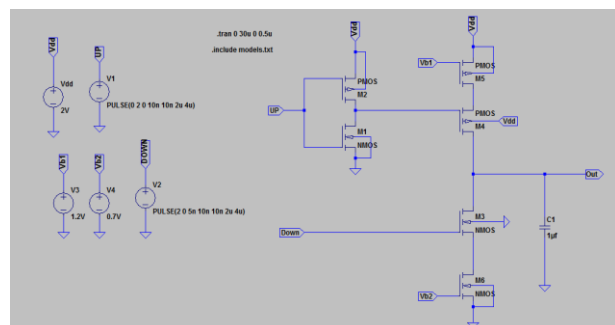 .tran 0 30u 0 0.5u
.include models.txt
Vdd
UP
Vdd
2V
V1
PULSE(0 2 0 10n 10n 2u 4u)
Vb1
Vb2
DOWN
V3
1.2V
V4
0.7V
V2
PULSE(2 0 5n 10n 10n 2u 4u)
Vdd
Vdd
UP
PMOS
M2
M1
NMOS
Vb1
PMOS
M5
PMOS
M4
Vdd
Out
Down
M3
NMOS
C1
1µf
Vb2
M6
NMOS